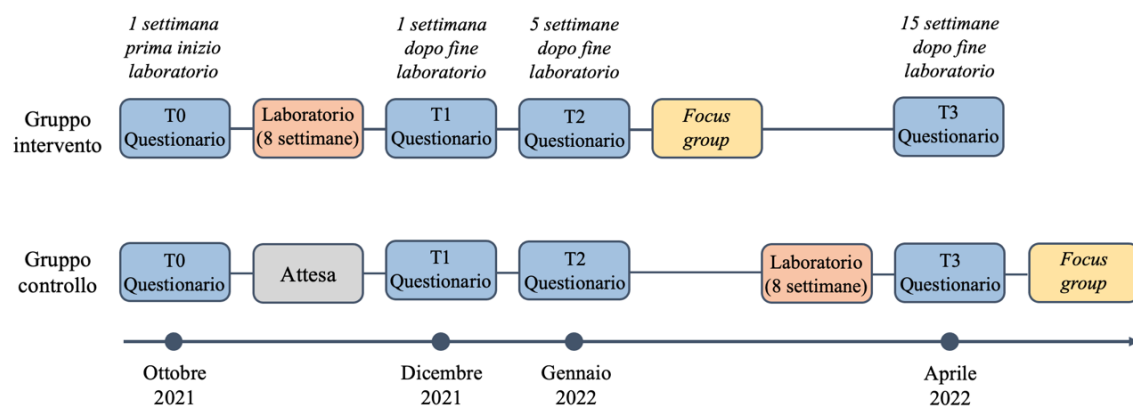 1 settimana
prima inizio
laboratorio
1 settimana
dopo fine
laboratorio
5 settimane
dopo fine
laboratorio
15 settimane
dopo fine
laboratorio
Gruppo
intervento
T0
Questionario
Laboratorio
(8 settimane)
T1
Questionario
T2
Questionario
Focus
group
T3
Questionario
Gruppo
controllo
T0
Questionario
Attesa
T1
Questionario
T2
Questionario
Laboratorio
(8 settimane)
T3
Questionario
Focus
group
Ottobre
2021
Dicembre
2021
Gennaio
2022
Aprile
2022